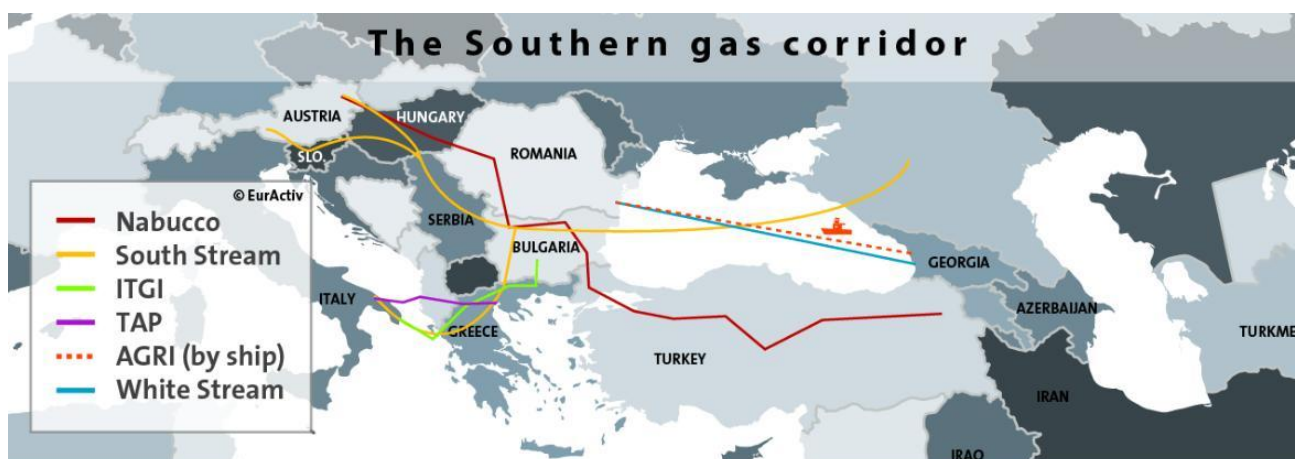 The Southern gas corridor
AUSTRIA
HUNGARY
SLO.
ROMANIA
© EurActiv
SERBIA
BULGARIA
GEORGIA
ITALY
GREECE
AZERBAIJAN
TURKEY
TURKME
IRAN
IRAQ
Nabucco
South Stream
ITGI
TAP
AGRI (by ship)
White Stream